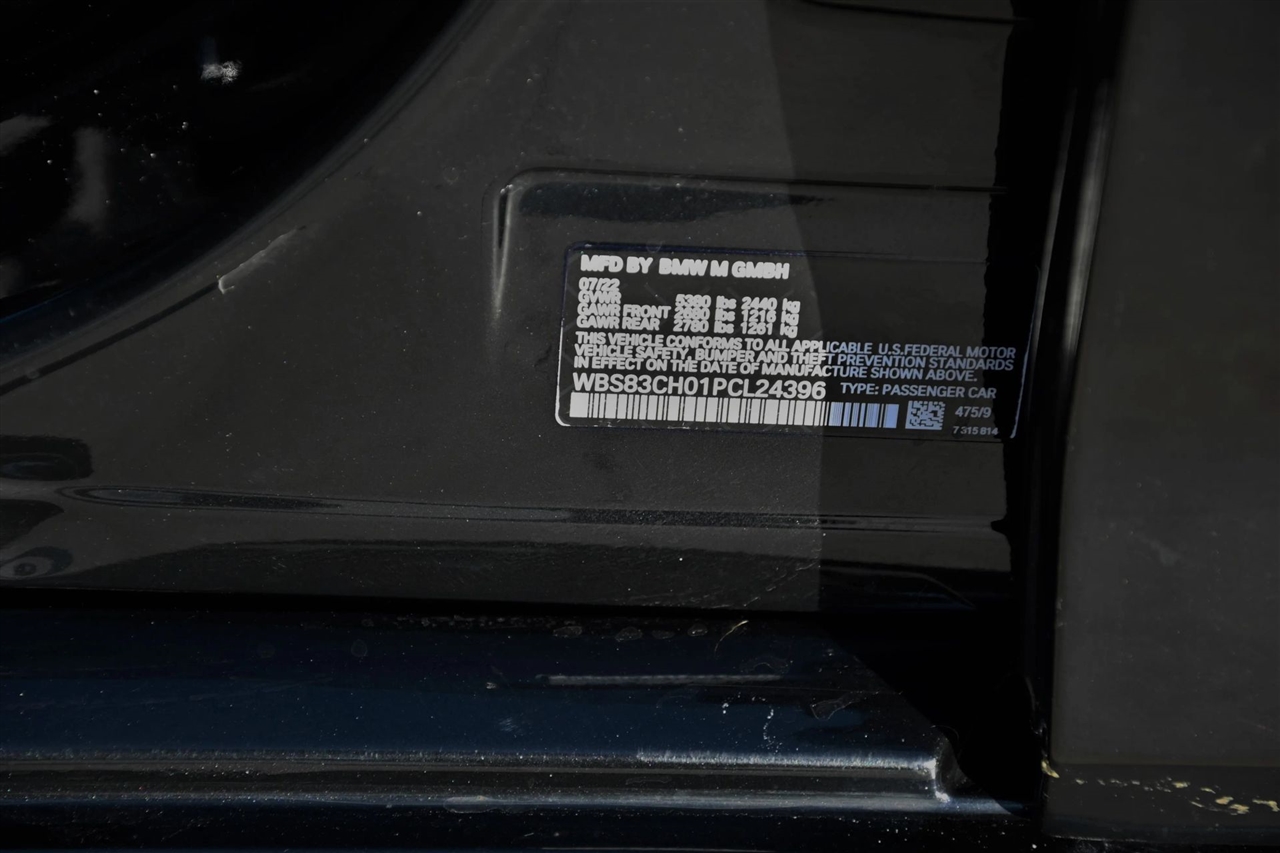 MFD BY BMW M GMBH
07/22
GVWR 5380 lbs 2440 kg
GAWR FRONT 2680 lbs 1216 kg
GAWR REAR 2780 lbs 1261 kg
THIS VEHICLE CONFORMS TO ALL APPLICABLE U.S.FEDERAL MOTOR
VEHICLE SAFETY, BUMPER AND THEFT PREVENTION STANDARDS
IN EFFECT ON THE DATE OF MANUFACTURE SHOWN ABOVE.
WBS83CH01PCL24396 TYPE: PASSENGER CAR
475/9
7 315 814